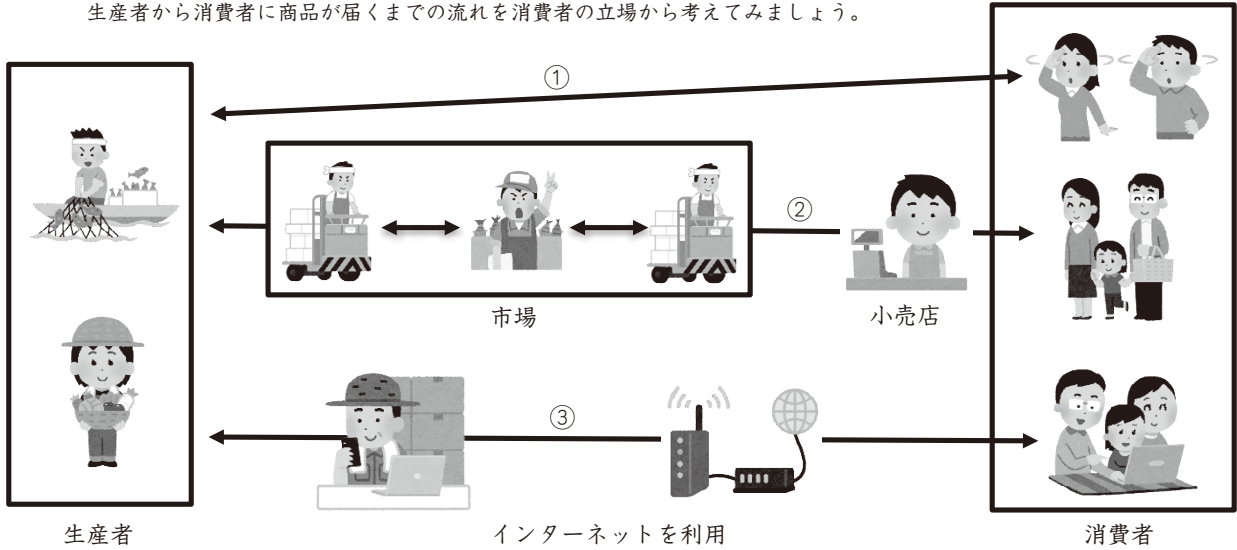 生産者から消費者に商品が届くまでの流れを消費者の立場から考えてみましょう。
①
②
市場
小売店
③
生産者
インターネットを利用
消費者